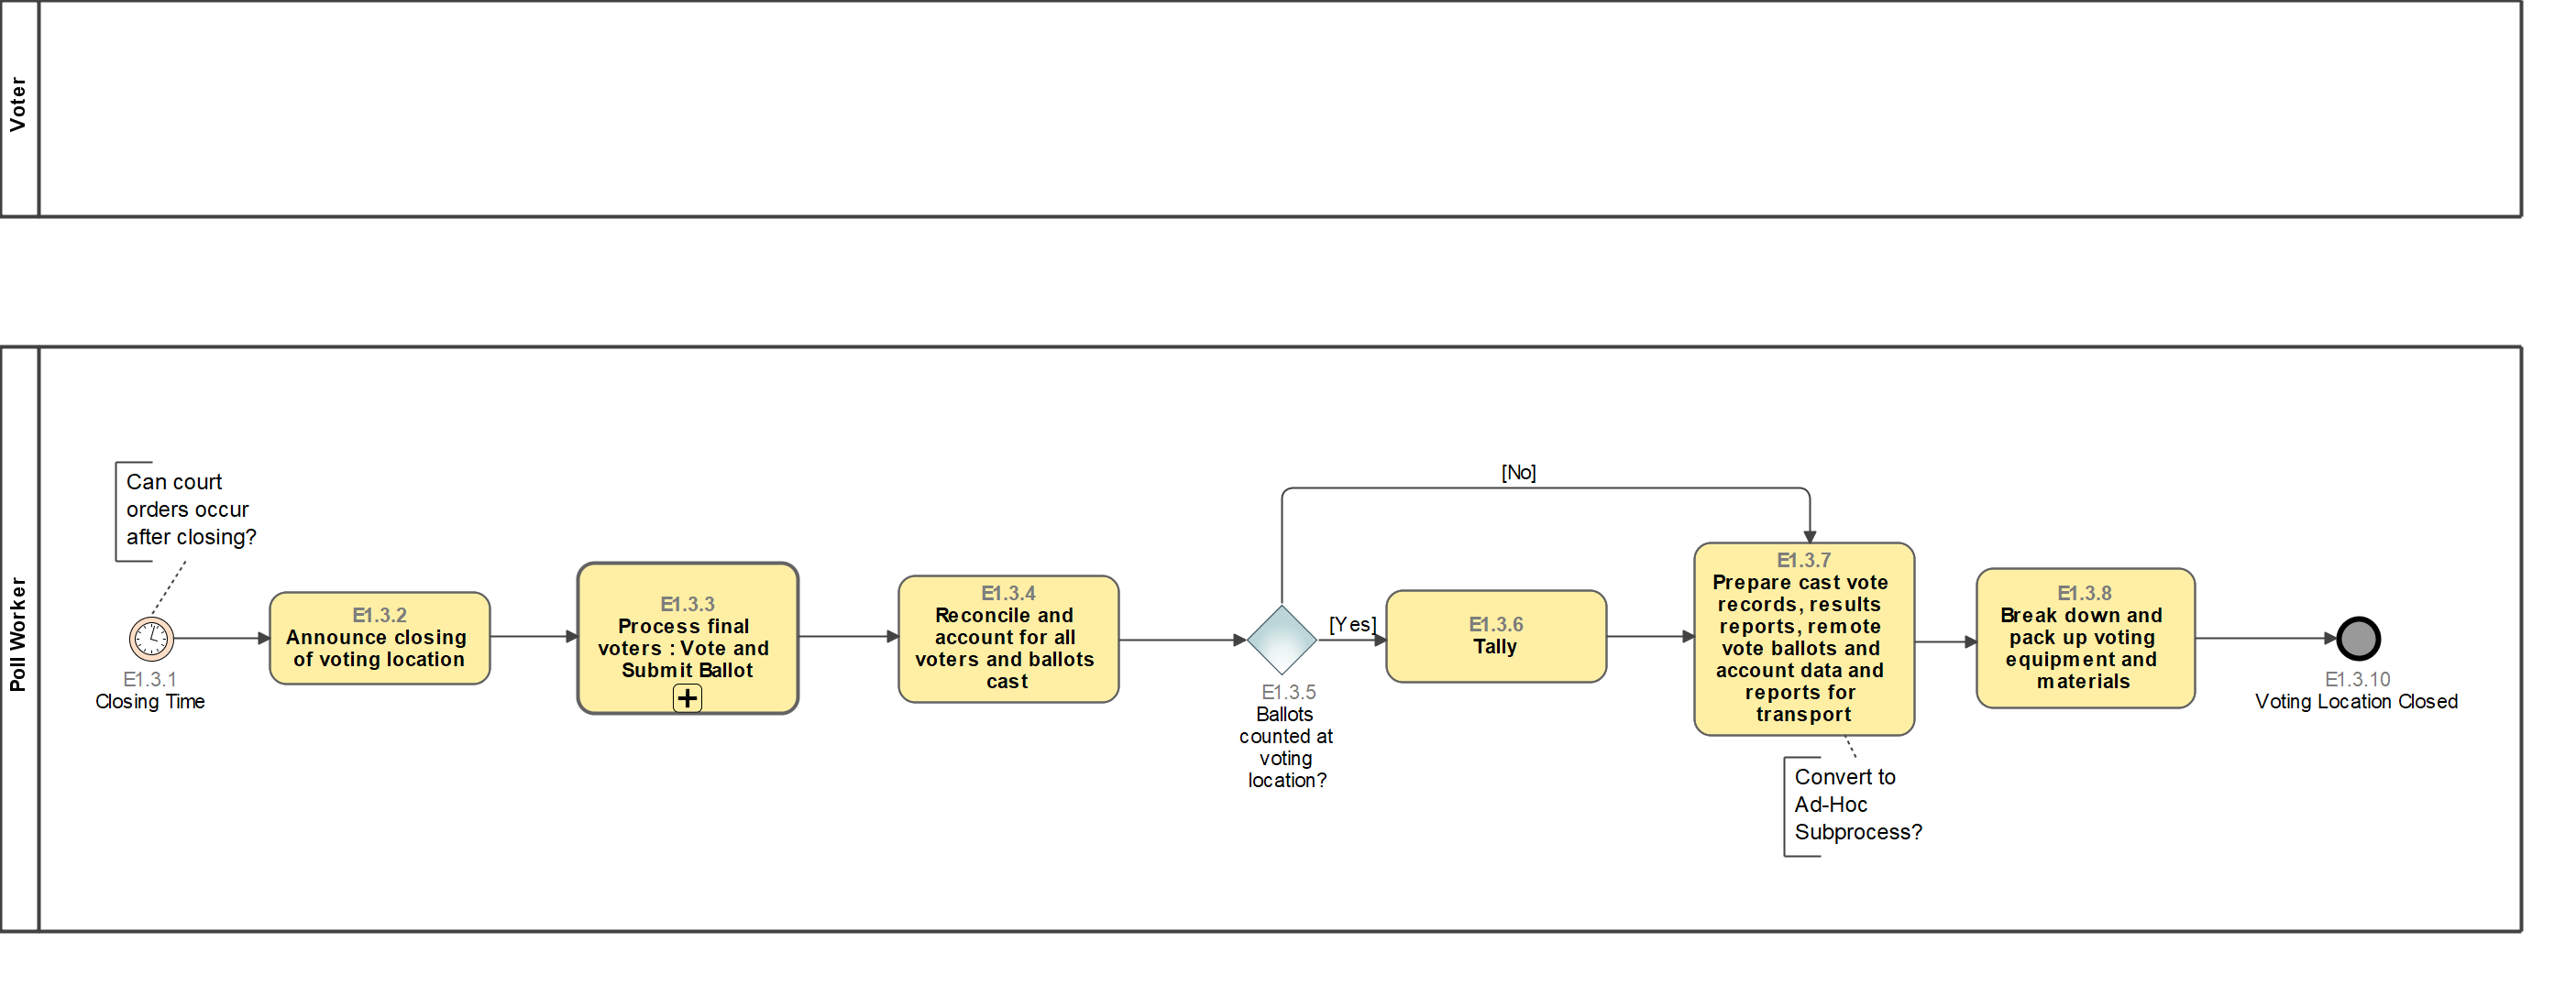 Voter
Poll Worker
Can court
orders occur
after closing?
E1.3.1
Closing Time
E1.3.2
Announce closing
of voting location
E1.3.3
Process final
voters : Vote and
Submit Ballot
E1.3.4
Reconcile and
account for all
voters and ballots
cast
E1.3.5
Ballots
counted at
voting
location?
[No]
[Yes]
E1.3.6
Tally
E1.3.7
Prepare cast vote
records, results
reports, remote
vote ballots and
account data and
reports for
transport
Convert to
Ad-Hoc
Subprocess?
E1.3.8
Break down and
pack up voting
equipment and
materials
E1.3.10
Voting Location Closed